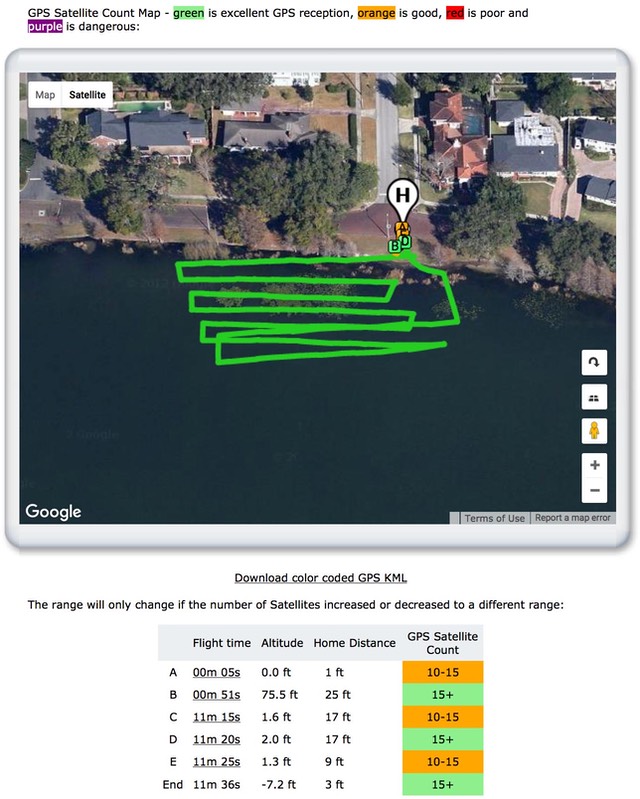 GPS Satellite Count Map - green is excellent GPS reception, orange is good, red is poor and
purple is dangerous:
Map Satellite
H
A
B D
Google
Terms of Use Report a map error
Download color coded GPS KML
The range will only change if the number of Satellites increased or decreased to a different range:
Flight time Altitude Home Distance GPS Satellite
Count
A 00m 05s 0.0 ft 1 ft 10-15
B 00m 51s 75.5 ft 25 ft 15+
C 11m 15s 1.6 ft 17 ft 10-15
D 11m 20s 2.0 ft 17 ft 15+
E 11m 25s 1.3 ft 9 ft 10-15
End 11m 36s -7.2 ft 3 ft 15+